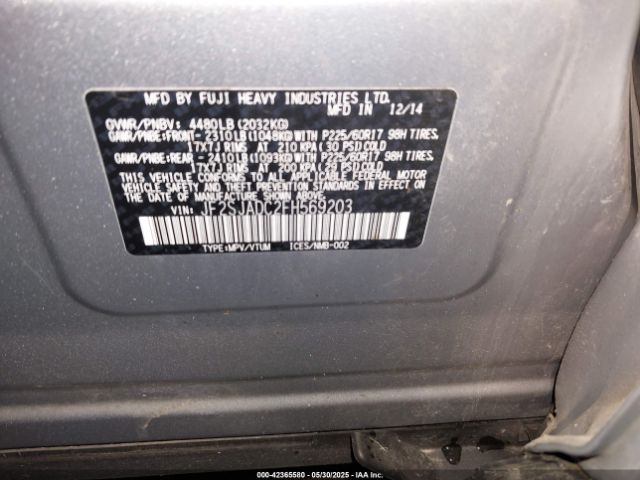 MFD BY FUJI HEAVY INDUSTRIES LTD.
MFD IN 12/14
GVWR/PNBV: 4480LB(2032KG)
GAWR/PNBE:FRONT- 2310LB(1048KG)WITH P225/60R17 98H TIRES,
17X7J RIMS AT 210 KPA(30 PSI)COLD
GAWR/PNBE:REAR - 2410LB(1093KG)WITH P225/60R17 98H TIRES,
17X7J RIMS AT 200 KPA(29 PSI)COLD
THIS VEHICLE CONFORMS TO ALL APPLICABLE FEDERAL MOTOR
VEHICLE SAFETY AND THEFT PREVENTION STANDARDS IN EFFECT ON
THE DATE OF MANUFACTURE SHOWN ABOVE.
VIN: JF2SJADC2FH569203
TYPE:MPV/VTUM ICES/NMB-002
000-42365580 - 05/30/2025 - IAA Inc.